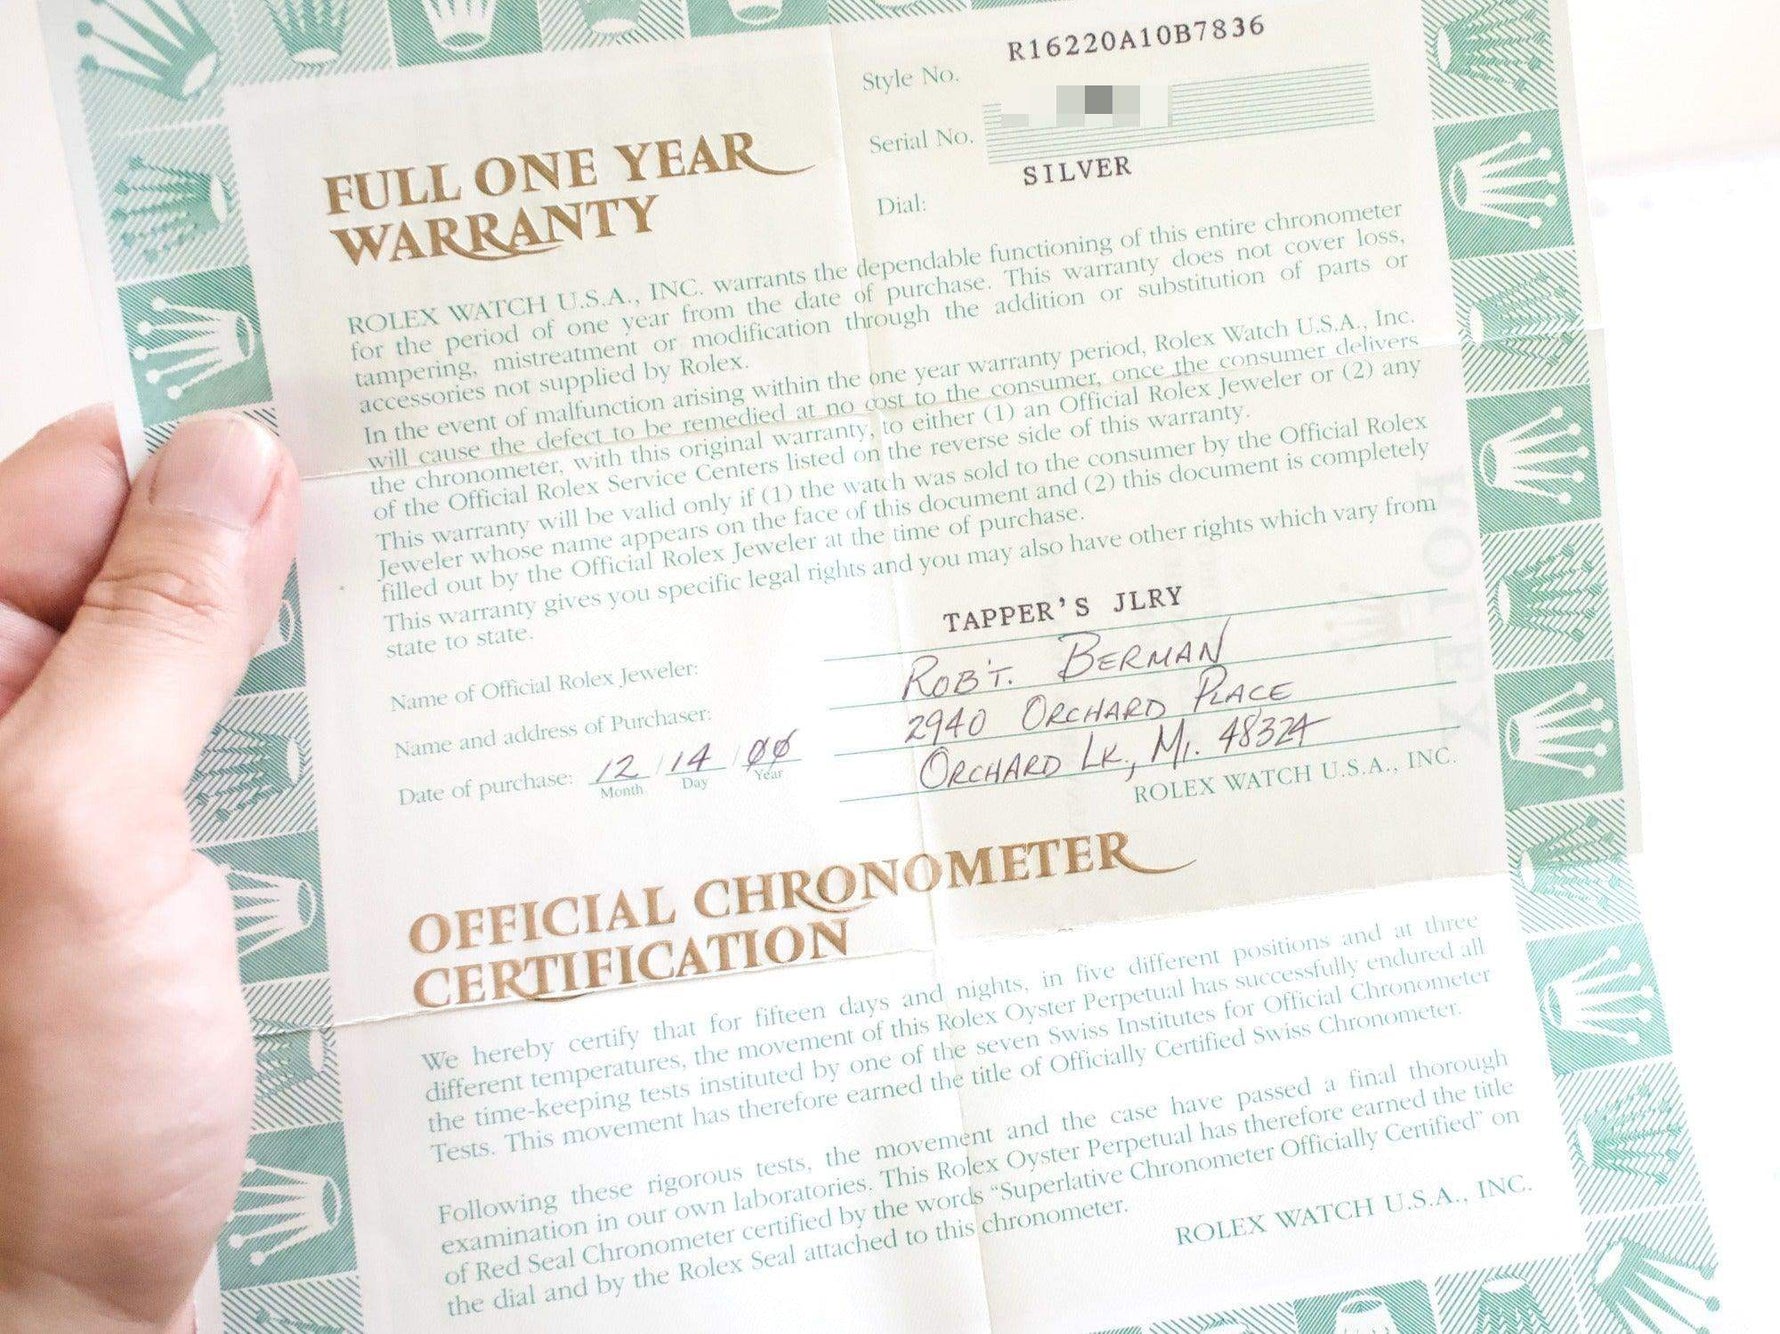 R16220A10B7836
Style No.
Serial No.
SILVER
Dial:
FULL ONE YEAR
WARRANTY
ROLEX WATCH U.S.A., INC. warrants the dependable functioning of this entire chronometer
for the period of one year from the date of purchase. This warranty does not cover loss,
tampering, mistreatment or modification through the addition or substitution of parts or
accessories not supplied by Rolex.
In the event of malfunction arising within the one year warranty period, Rolex Watch U.S.A., Inc.
will cause the defect to be remedied at no cost to the consumer, once the consumer delivers
the chronometer, with this original warranty, to either (1) an Official Rolex Jeweler or (2) any
of the Official Rolex Service Centers listed on the reverse side of this warranty.
This warranty will be valid only if (1) the watch was sold to the consumer by the Official Rolex
Jeweler whose name appears on the face of this document and (2) this document is completely
filled out by the Official Rolex Jeweler at the time of purchase.
This warranty gives you specific legal rights and you may also have other rights which vary from
state to state.
Name of Official Rolex Jeweler: TAPPER'S JLRY
Name and address of Purchaser: ROB'T. BERMAN
2940 ORCHARD PLACE
ORCHARD LK., MI. 48324
Date of purchase: 12 14 00
Month Day Year
ROLEX WATCH U.S.A., INC.
OFFICIAL CHRONOMETER
CERTIFICATION
We hereby certify that for fifteen days and nights, in five different positions and at three
different temperatures, the movement of this Rolex Oyster Perpetual has successfully endured all
the time-keeping tests instituted by one of the seven Swiss Institutes for Official Chronometer
Tests. This movement has therefore earned the title of Officially Certified Swiss Chronometer.
Following these rigorous tests, the movement and the case have passed a final thorough
examination in our own laboratories. This Rolex Oyster Perpetual has therefore earned the title
of Red Seal Chronometer certified by the words "Superlative Chronometer Officially Certified" on
the dial and by the Rolex Seal attached to this chronometer.
ROLEX WATCH U.S.A., INC.